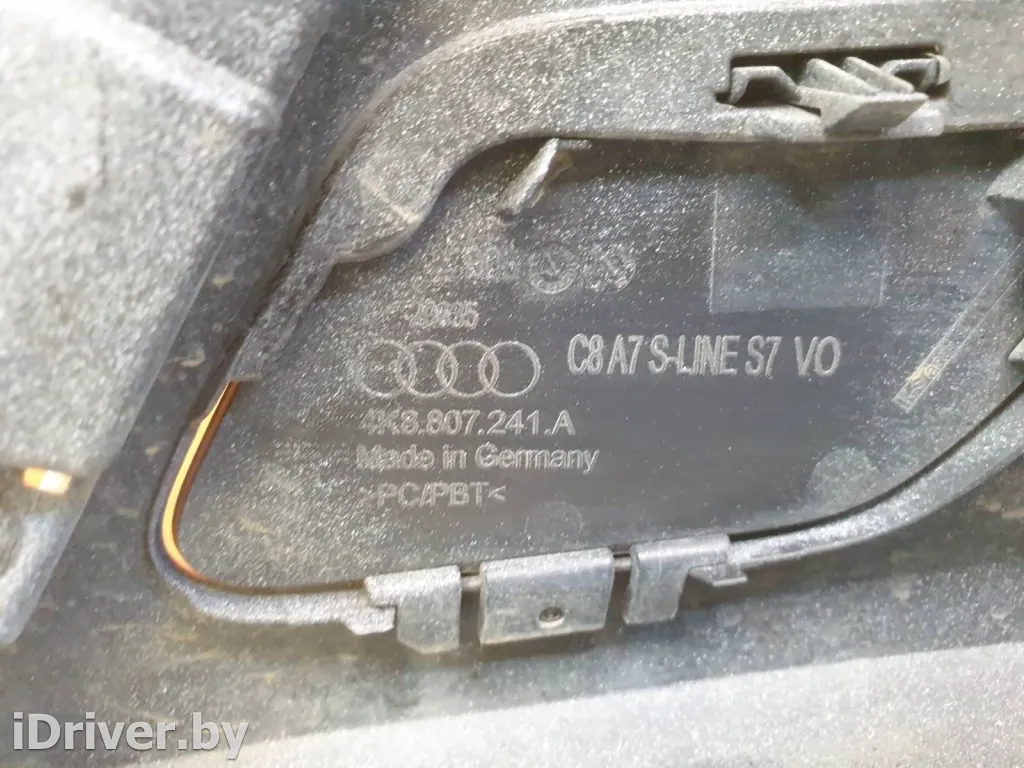 C8 A7 S-LINE S7 VO
4K8.807.241.A
Made in Germany
>PC/PBT<
iDriver.by